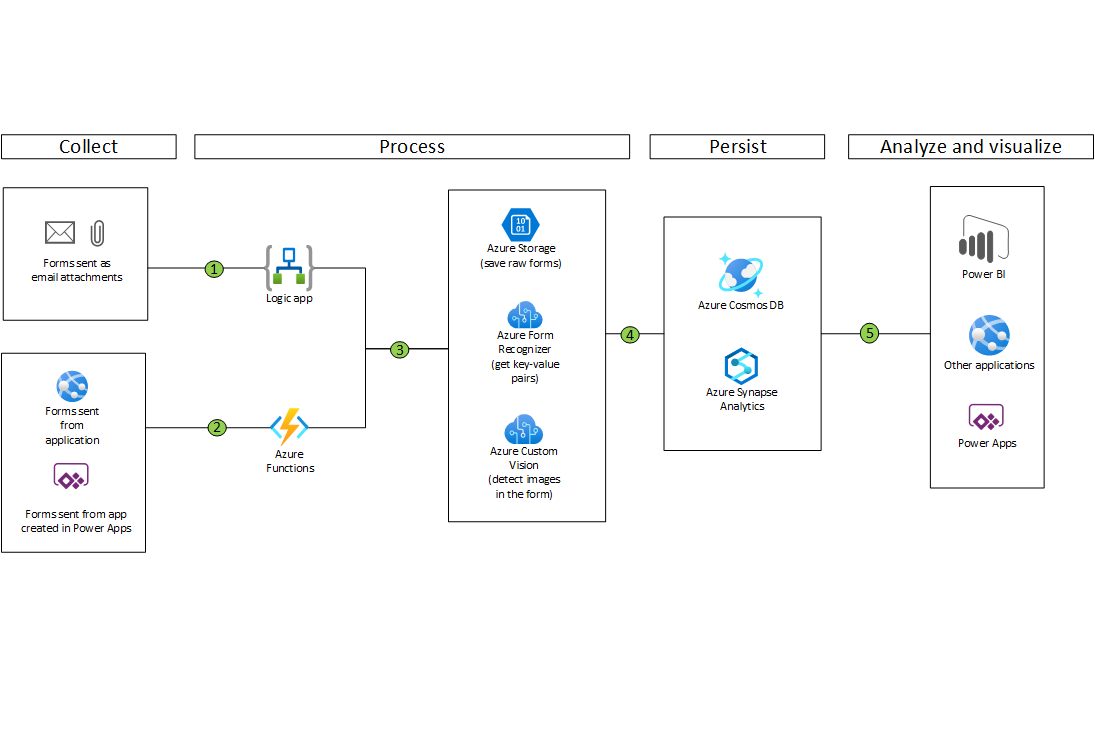 Collect
Process
Persist
Analyze and visualize
Forms sent as
email attachments
1
Logic app
Forms sent
from
application
Forms sent from app
created in Power Apps
2
Azure
Functions
3
Azure Storage
(save raw forms)
Azure Form
Recognizer
(get key-value
pairs)
Azure Custom
Vision
(detect images
in the form)
4
Azure Cosmos DB
Azure Synapse
Analytics
5
Power BI
Other applications
Power Apps
10
01